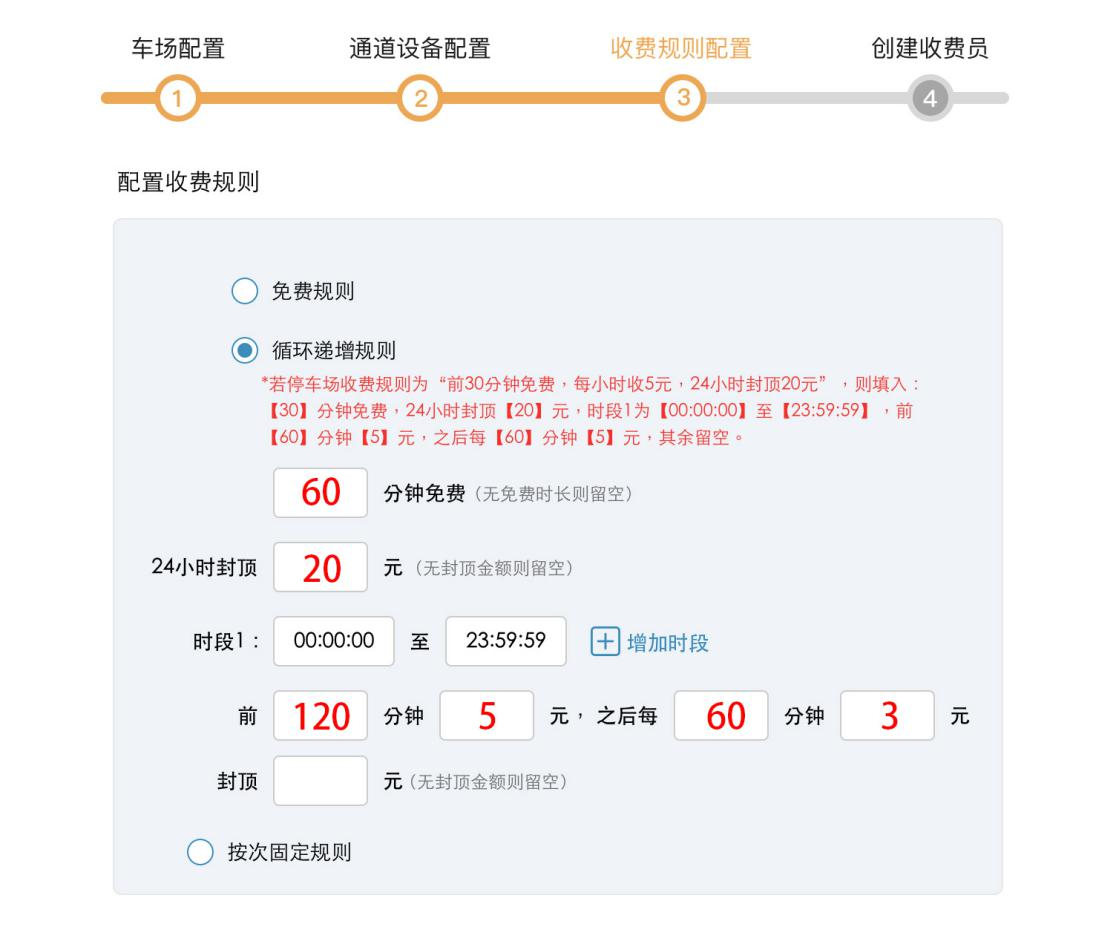 车场配置 通道设备配置 收费规则配置 创建收费员
1 2 3 4
配置收费规则
免费规则
循环递增规则
*若停车场收费规则为“前30分钟免费，每小时收5元，24小时封顶20元”，则填入：
【30】分钟免费，24小时封顶【20】元，时段1为【00:00:00】至【23:59:59】，前
【60】分钟【5】元，之后每【60】分钟【5】元，其余留空。
60 分钟免费（无免费时长则留空）
24小时封顶 20 元（无封顶金额则留空）
时段1： 00:00:00 至 23:59:59 增加时段
前 120 分钟 5 元，之后每 60 分钟 3 元
封顶 元（无封顶金额则留空）
按次固定规则